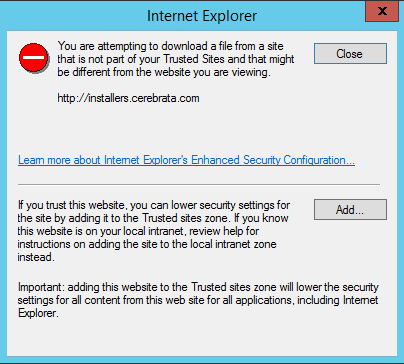 Internet Explorer
x
You are attempting to download a file from a site
that is not part of your Trusted Sites and that might
be different from the website you are viewing.
Close
http://installers.cerebrata.com
Learn more about Internet Explorer's Enhanced Security Configuration...
If you trust this website, you can lower security settings for
the site by adding it to the Trusted sites zone. If you know
this website is on your local intranet, review help for
instructions on adding the site to the local intranet zone
instead.
Add...
Important: adding this website to the Trusted sites zone will lower the security
settings for all content from this web site for all applications, including Internet
Explorer.